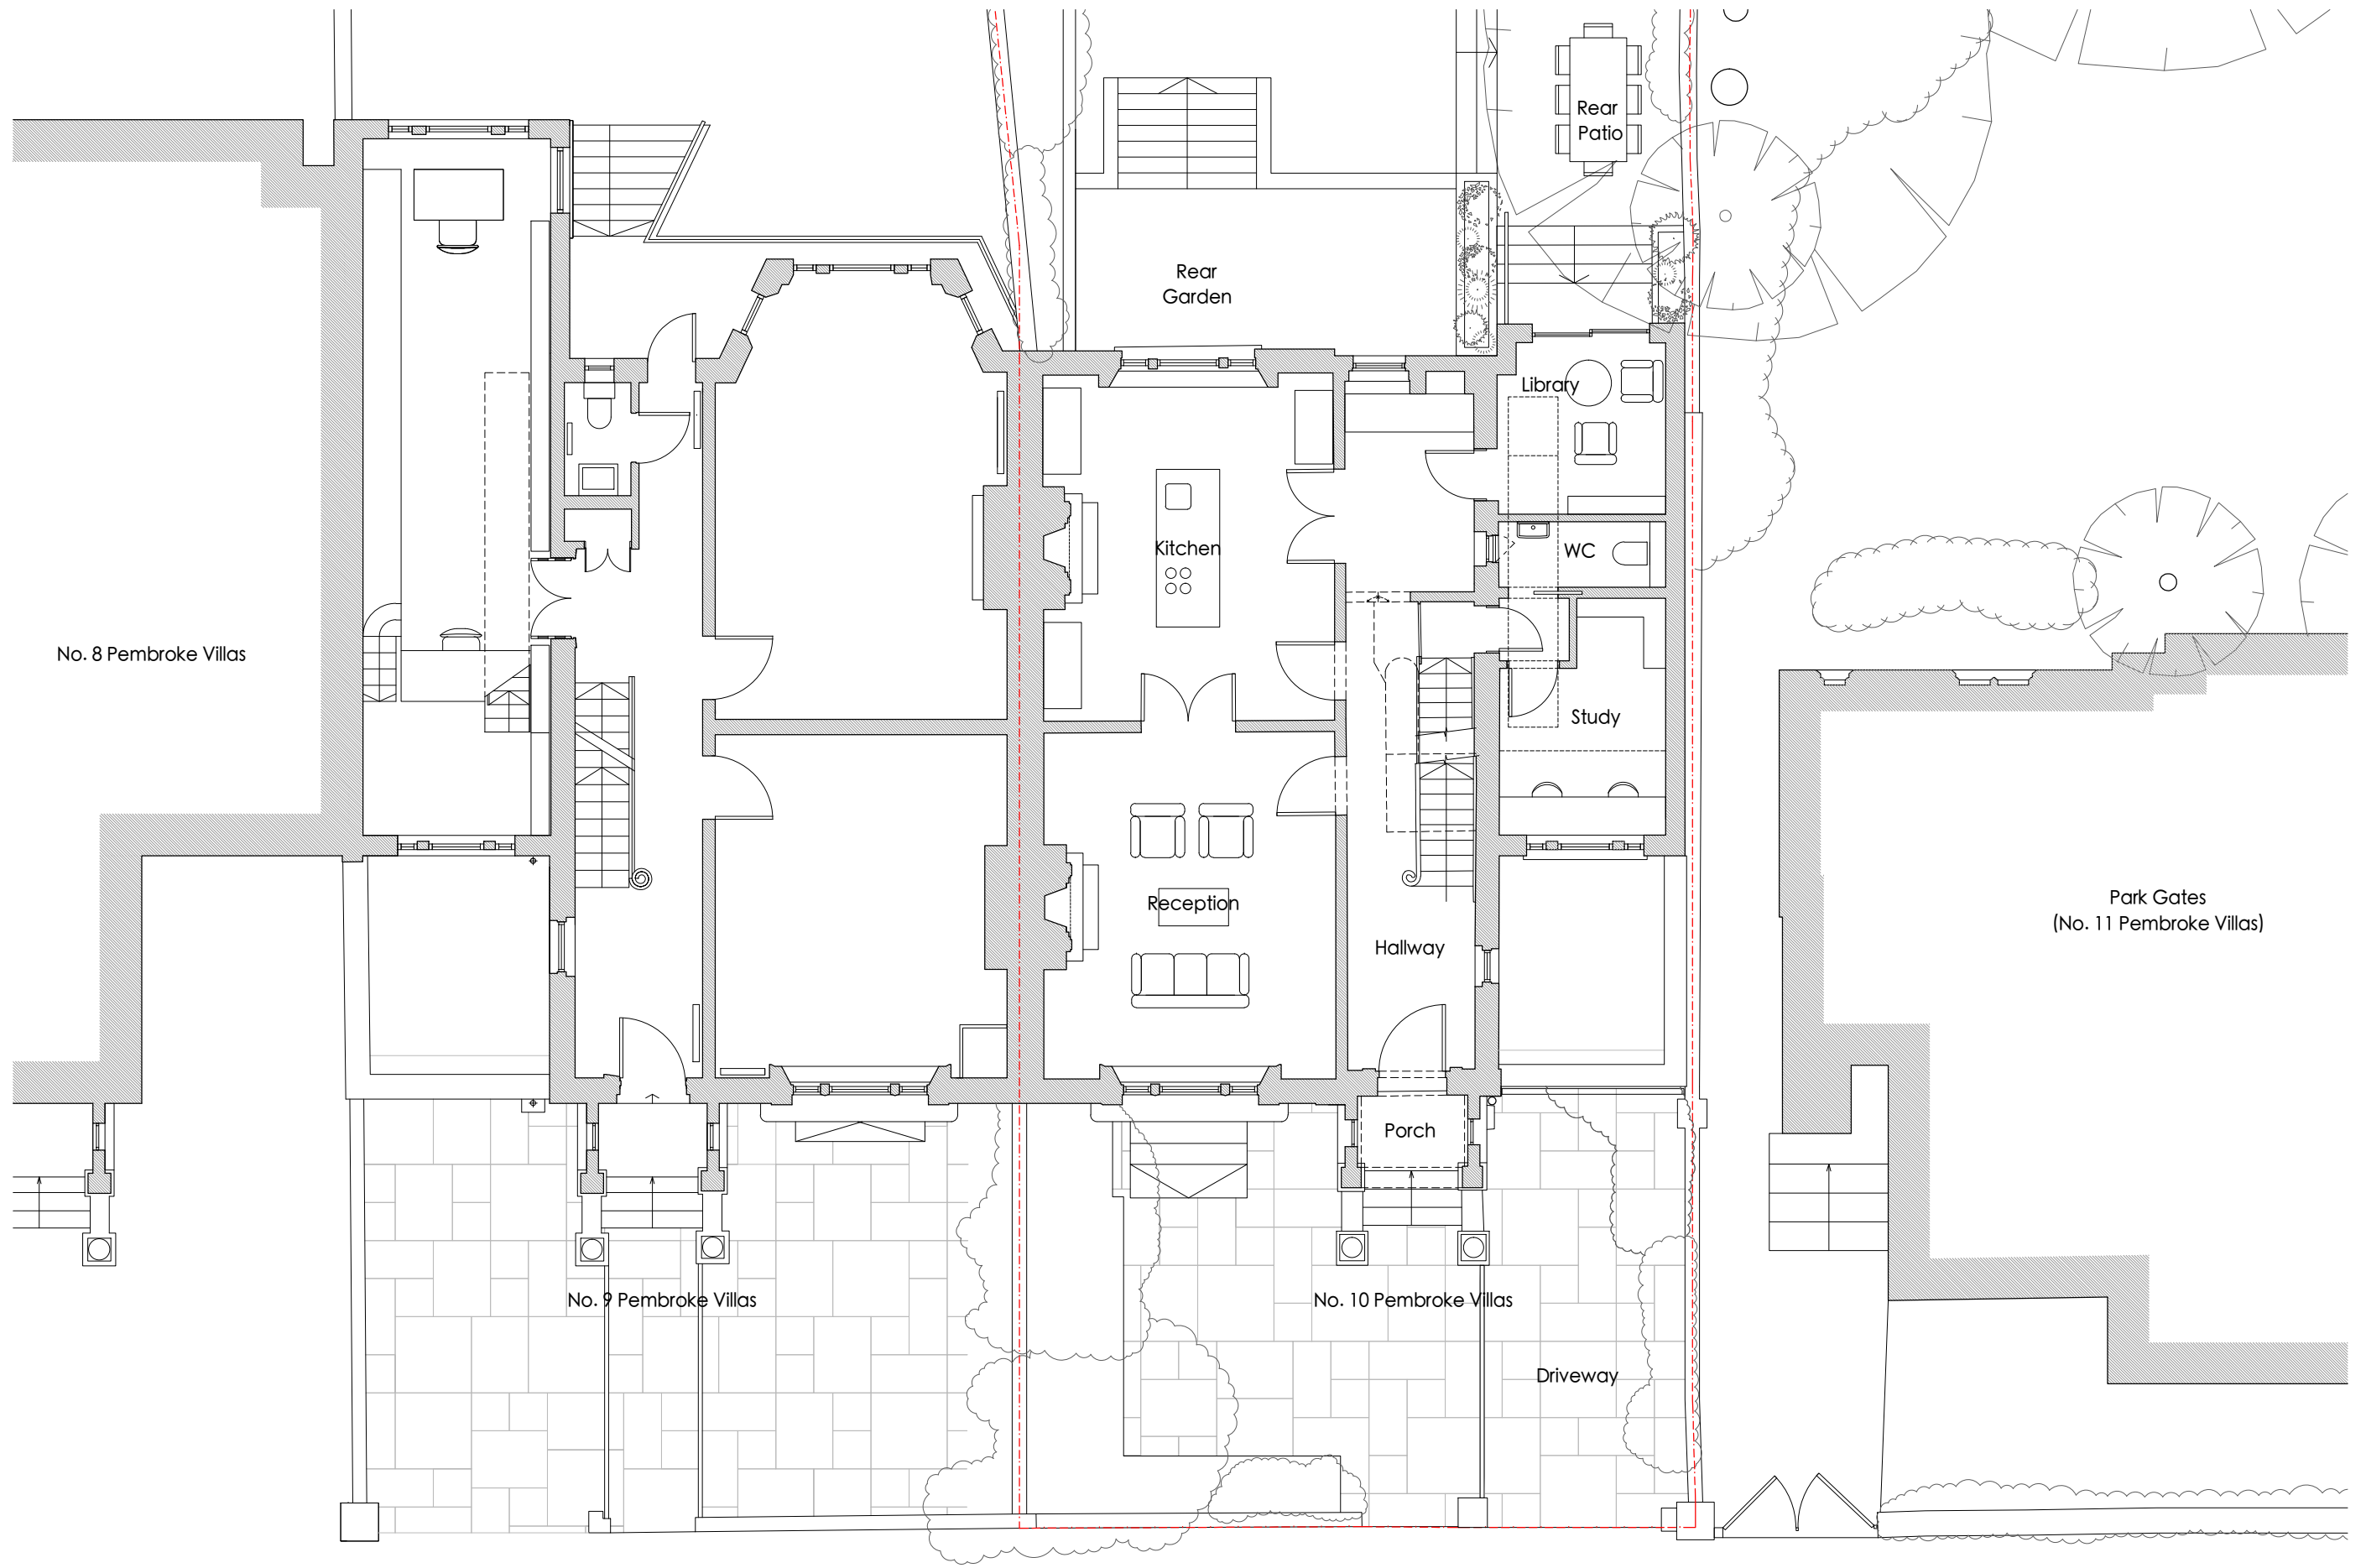 Rear
Patio
Rear
Garden
Library
Kitchen
WC
No. 8 Pembroke Villas
Study
Reception
Park Gates
(No. 11 Pembroke Villas)
Hallway
Porch
No. 9 Pembroke Villas
No. 10 Pembroke Villas
Driveway